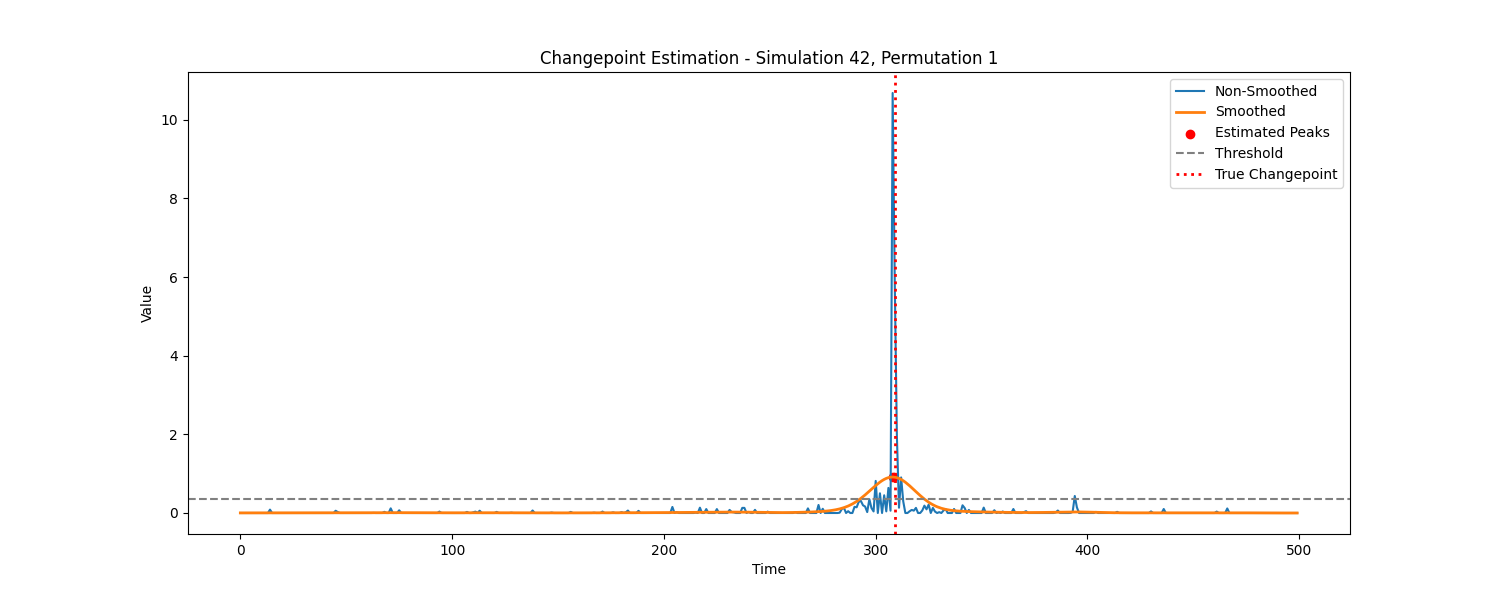 Changepoint Estimation - Simulation 42, Permutation 1
Non-Smoothed
Smoothed
Estimated Peaks
Threshold
True Changepoint
10
8
6
4
2
0
Value
0 100 200 300 400 500
Time